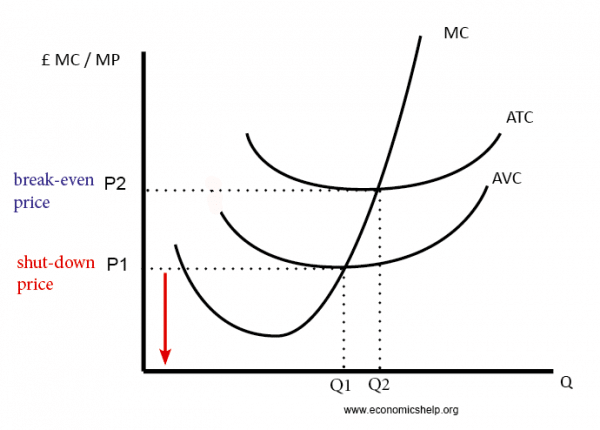 £ MC / MP
MC
ATC
AVC
break-even
price
P2
shut-down
price
P1
Q1
Q2
Q
www.economicshelp.org